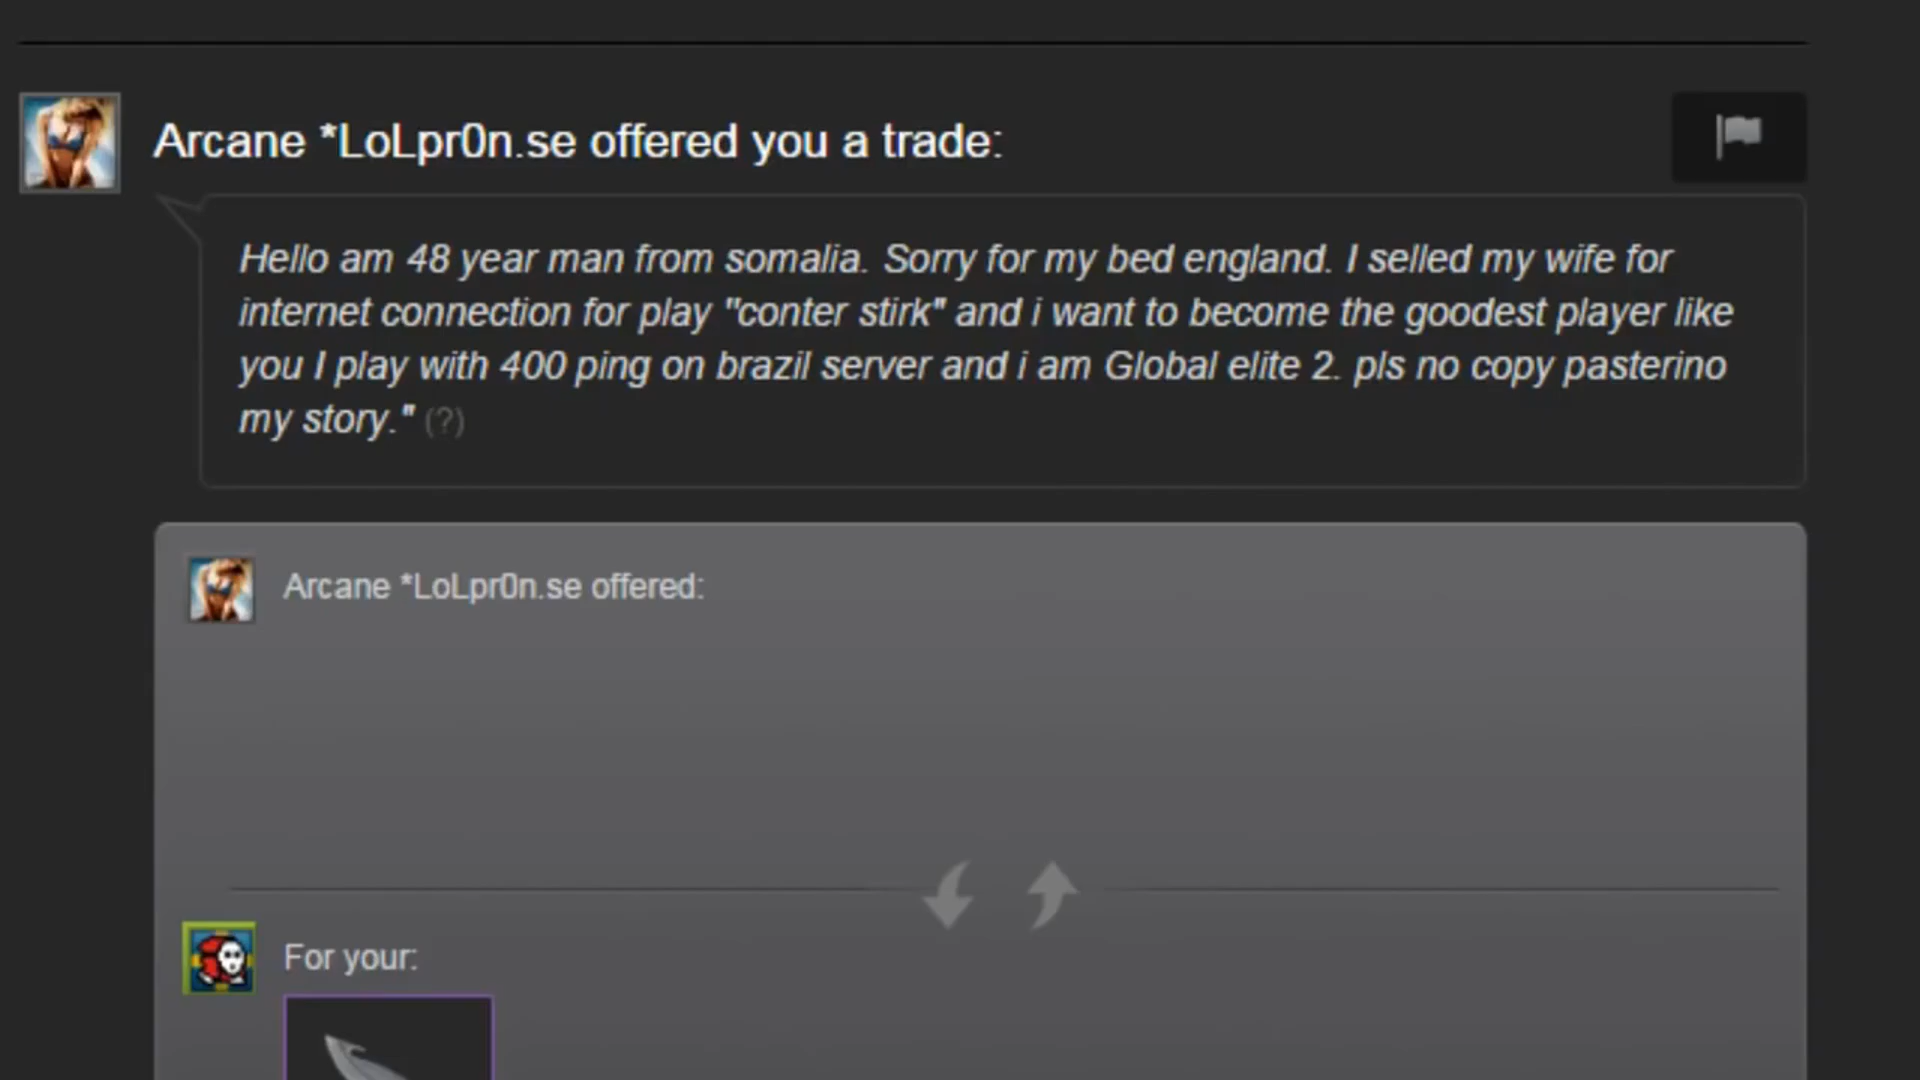 Arcane *LoLpr0n.se offered you a trade:
Hello am 48 year man from somalia. Sorry for my bed england. I selled my wife for
internet connection for play "conter stirk" and i want to become the goodest player like
you I play with 400 ping on brazil server and i am Global elite 2. pls no copy pasterino
my story." (?)
Arcane *LoLpr0n.se offered:
For your: